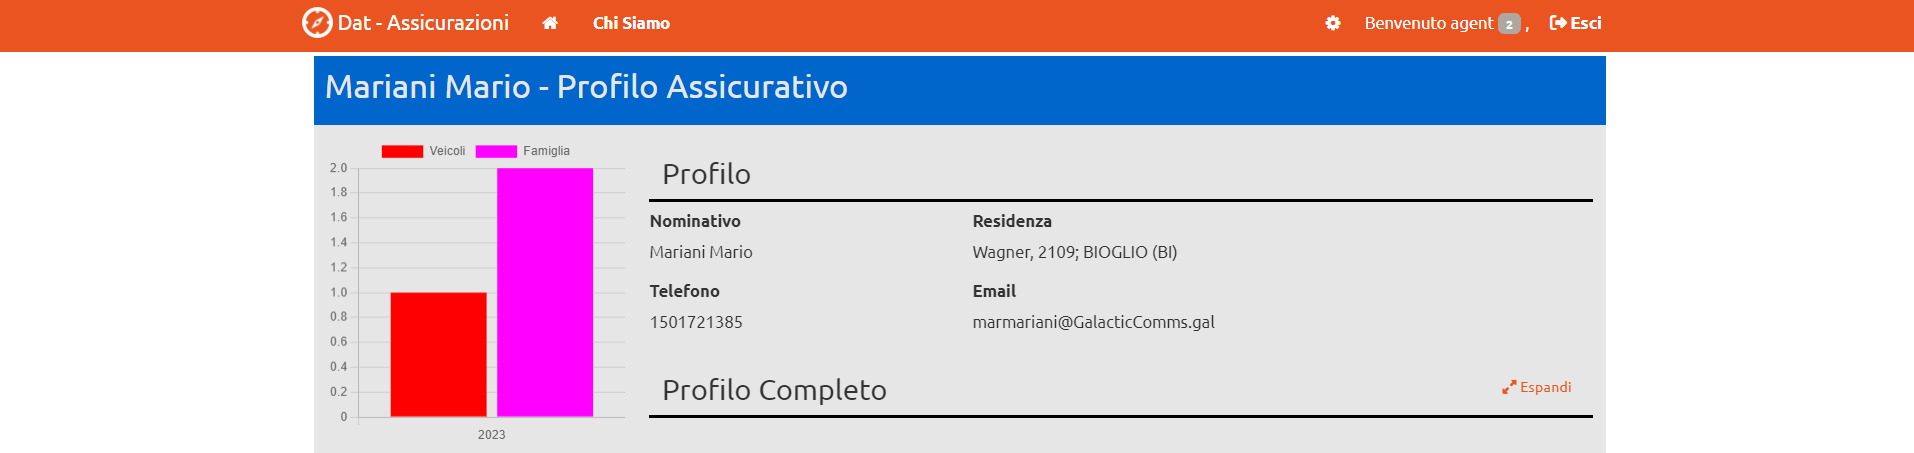 Dat - Assicurazioni Chi Siamo Benvenuto agent 2 , Esci
Mariani Mario - Profilo Assicurativo
Veicoli Famiglia
2.0
1.8
1.6
1.4
1.2
1.0
0.8
0.6
0.4
0.2
0
2023
Profilo
Nominativo Residenza
Mariani Mario Wagner, 2109; BIOGLIO (BI)
Telefono Email
1501721385 marmariani@GalacticComms.gal
Profilo Completo Espandi